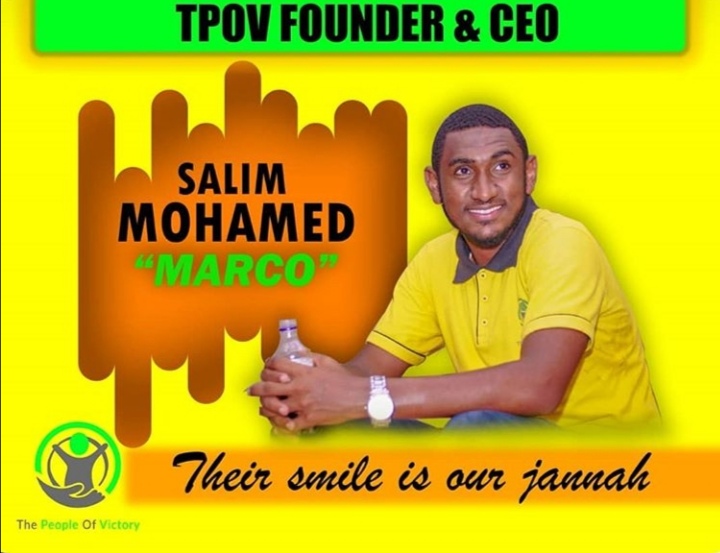 TPOV FOUNDER & CEO
SALIM
MOHAMED
“MARCO”
Their smile is our jannah
The People Of Victory